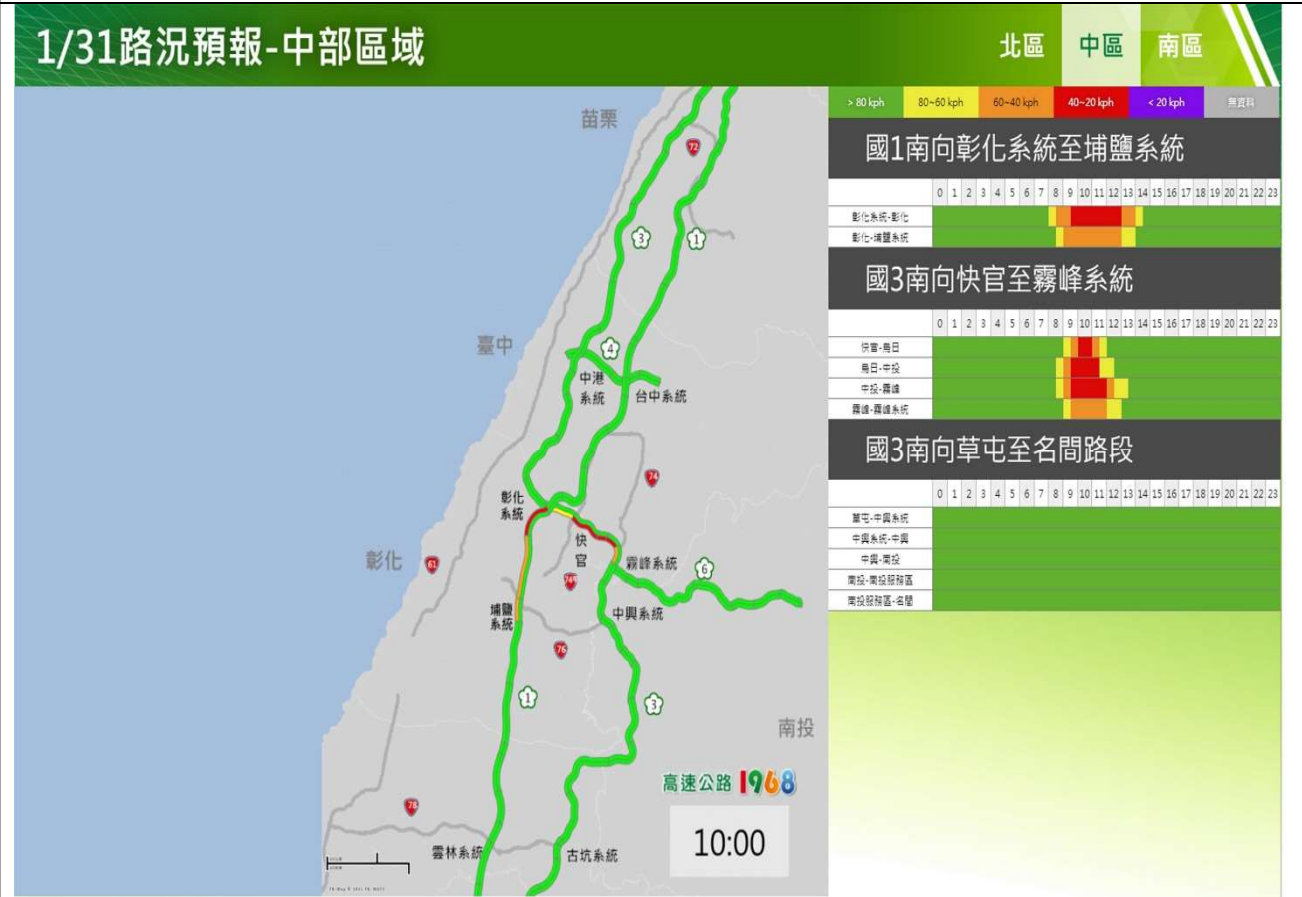 1/31路況預報-中部區域
北區
中區
南區
> 80 kph
80~60 kph
60~40 kph
40~20 kph
< 20 kph
無資料
苗栗
72
3
1
臺中
4
中港
系統
台中系統
74
彰化
系統
快
官
霧峰系統
6
彰化
61
埔鹽
系統
中興系統
76
1
3
南投
高速公路 1968
10:00
78
雲林系統
古坑系統
國1南向彰化系統至埔鹽系統
0 1 2 3 4 5 6 7 8 9 10 11 12 13 14 15 16 17 18 19 20 21 22 23
彰化系統-彰化
彰化-埔鹽系統
國3南向快官至霧峰系統
0 1 2 3 4 5 6 7 8 9 10 11 12 13 14 15 16 17 18 19 20 21 22 23
快官-烏日
烏日-中投
中投-霧峰
霧峰-霧峰系統
國3南向草屯至名間路段
0 1 2 3 4 5 6 7 8 9 10 11 12 13 14 15 16 17 18 19 20 21 22 23
草屯-中興系統
中興系統-中興
中興-南投
南投-南投服務區
南投服務區-名間